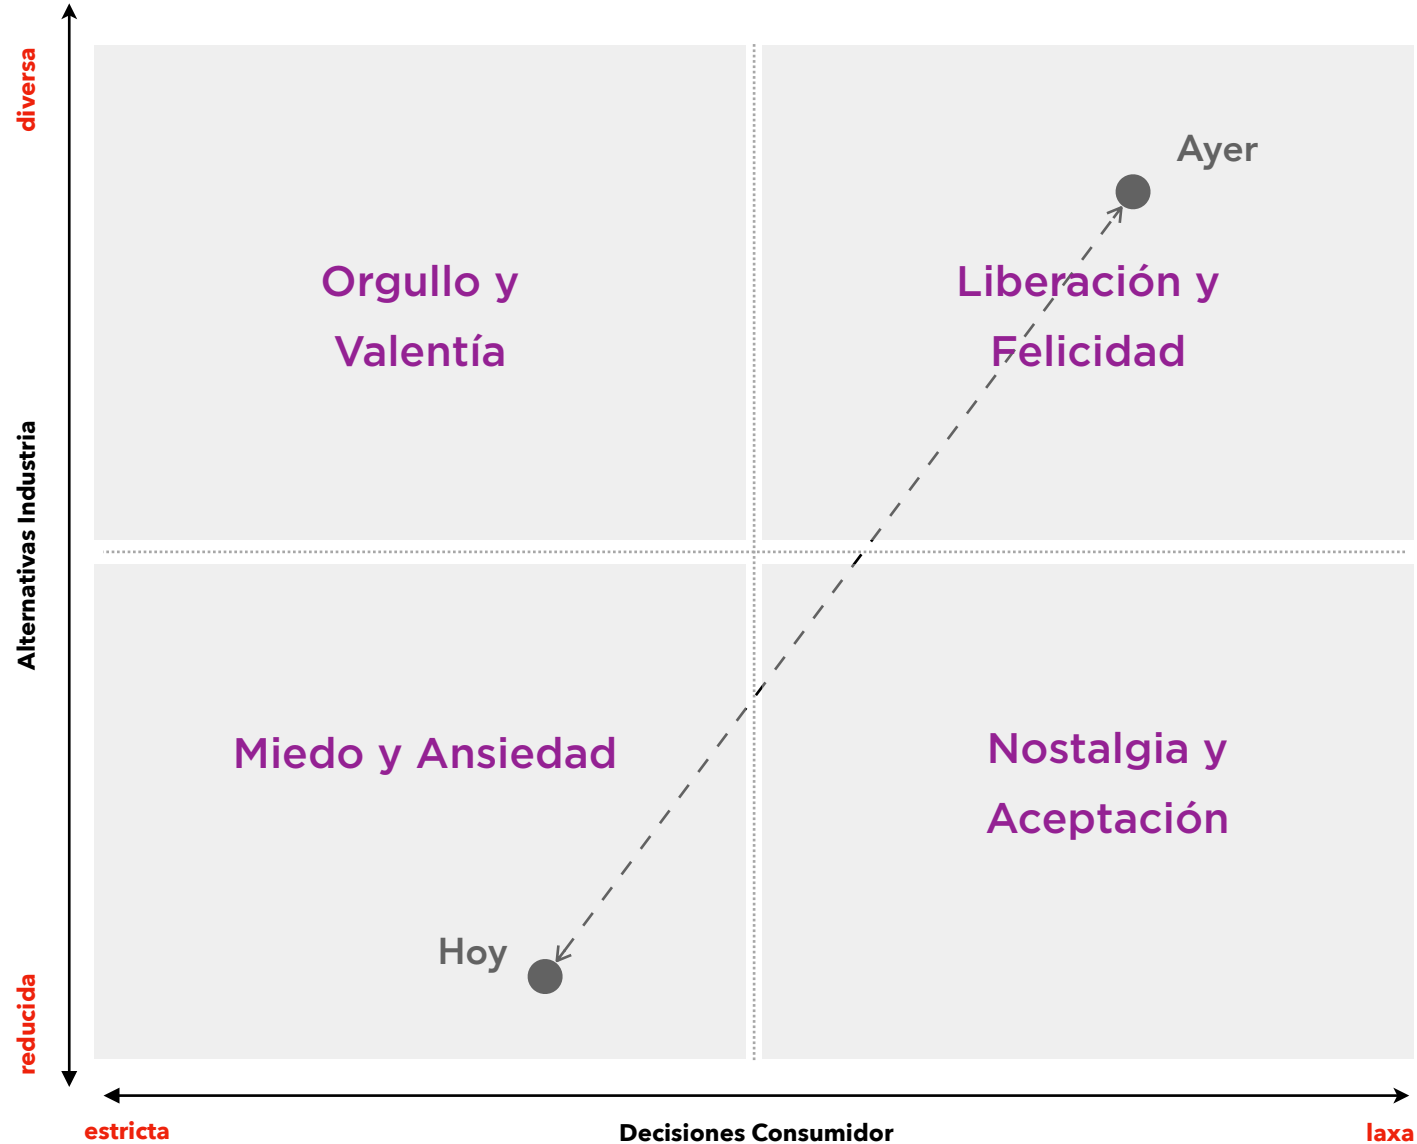 diversa
Ayer
Orgullo y
Valentía
Liberación y
Felicidad
Alternativas Industria
Miedo y Ansiedad
Nostalgia y
Aceptación
Hoy
reducida
estricta
Decisiones Consumidor
laxa